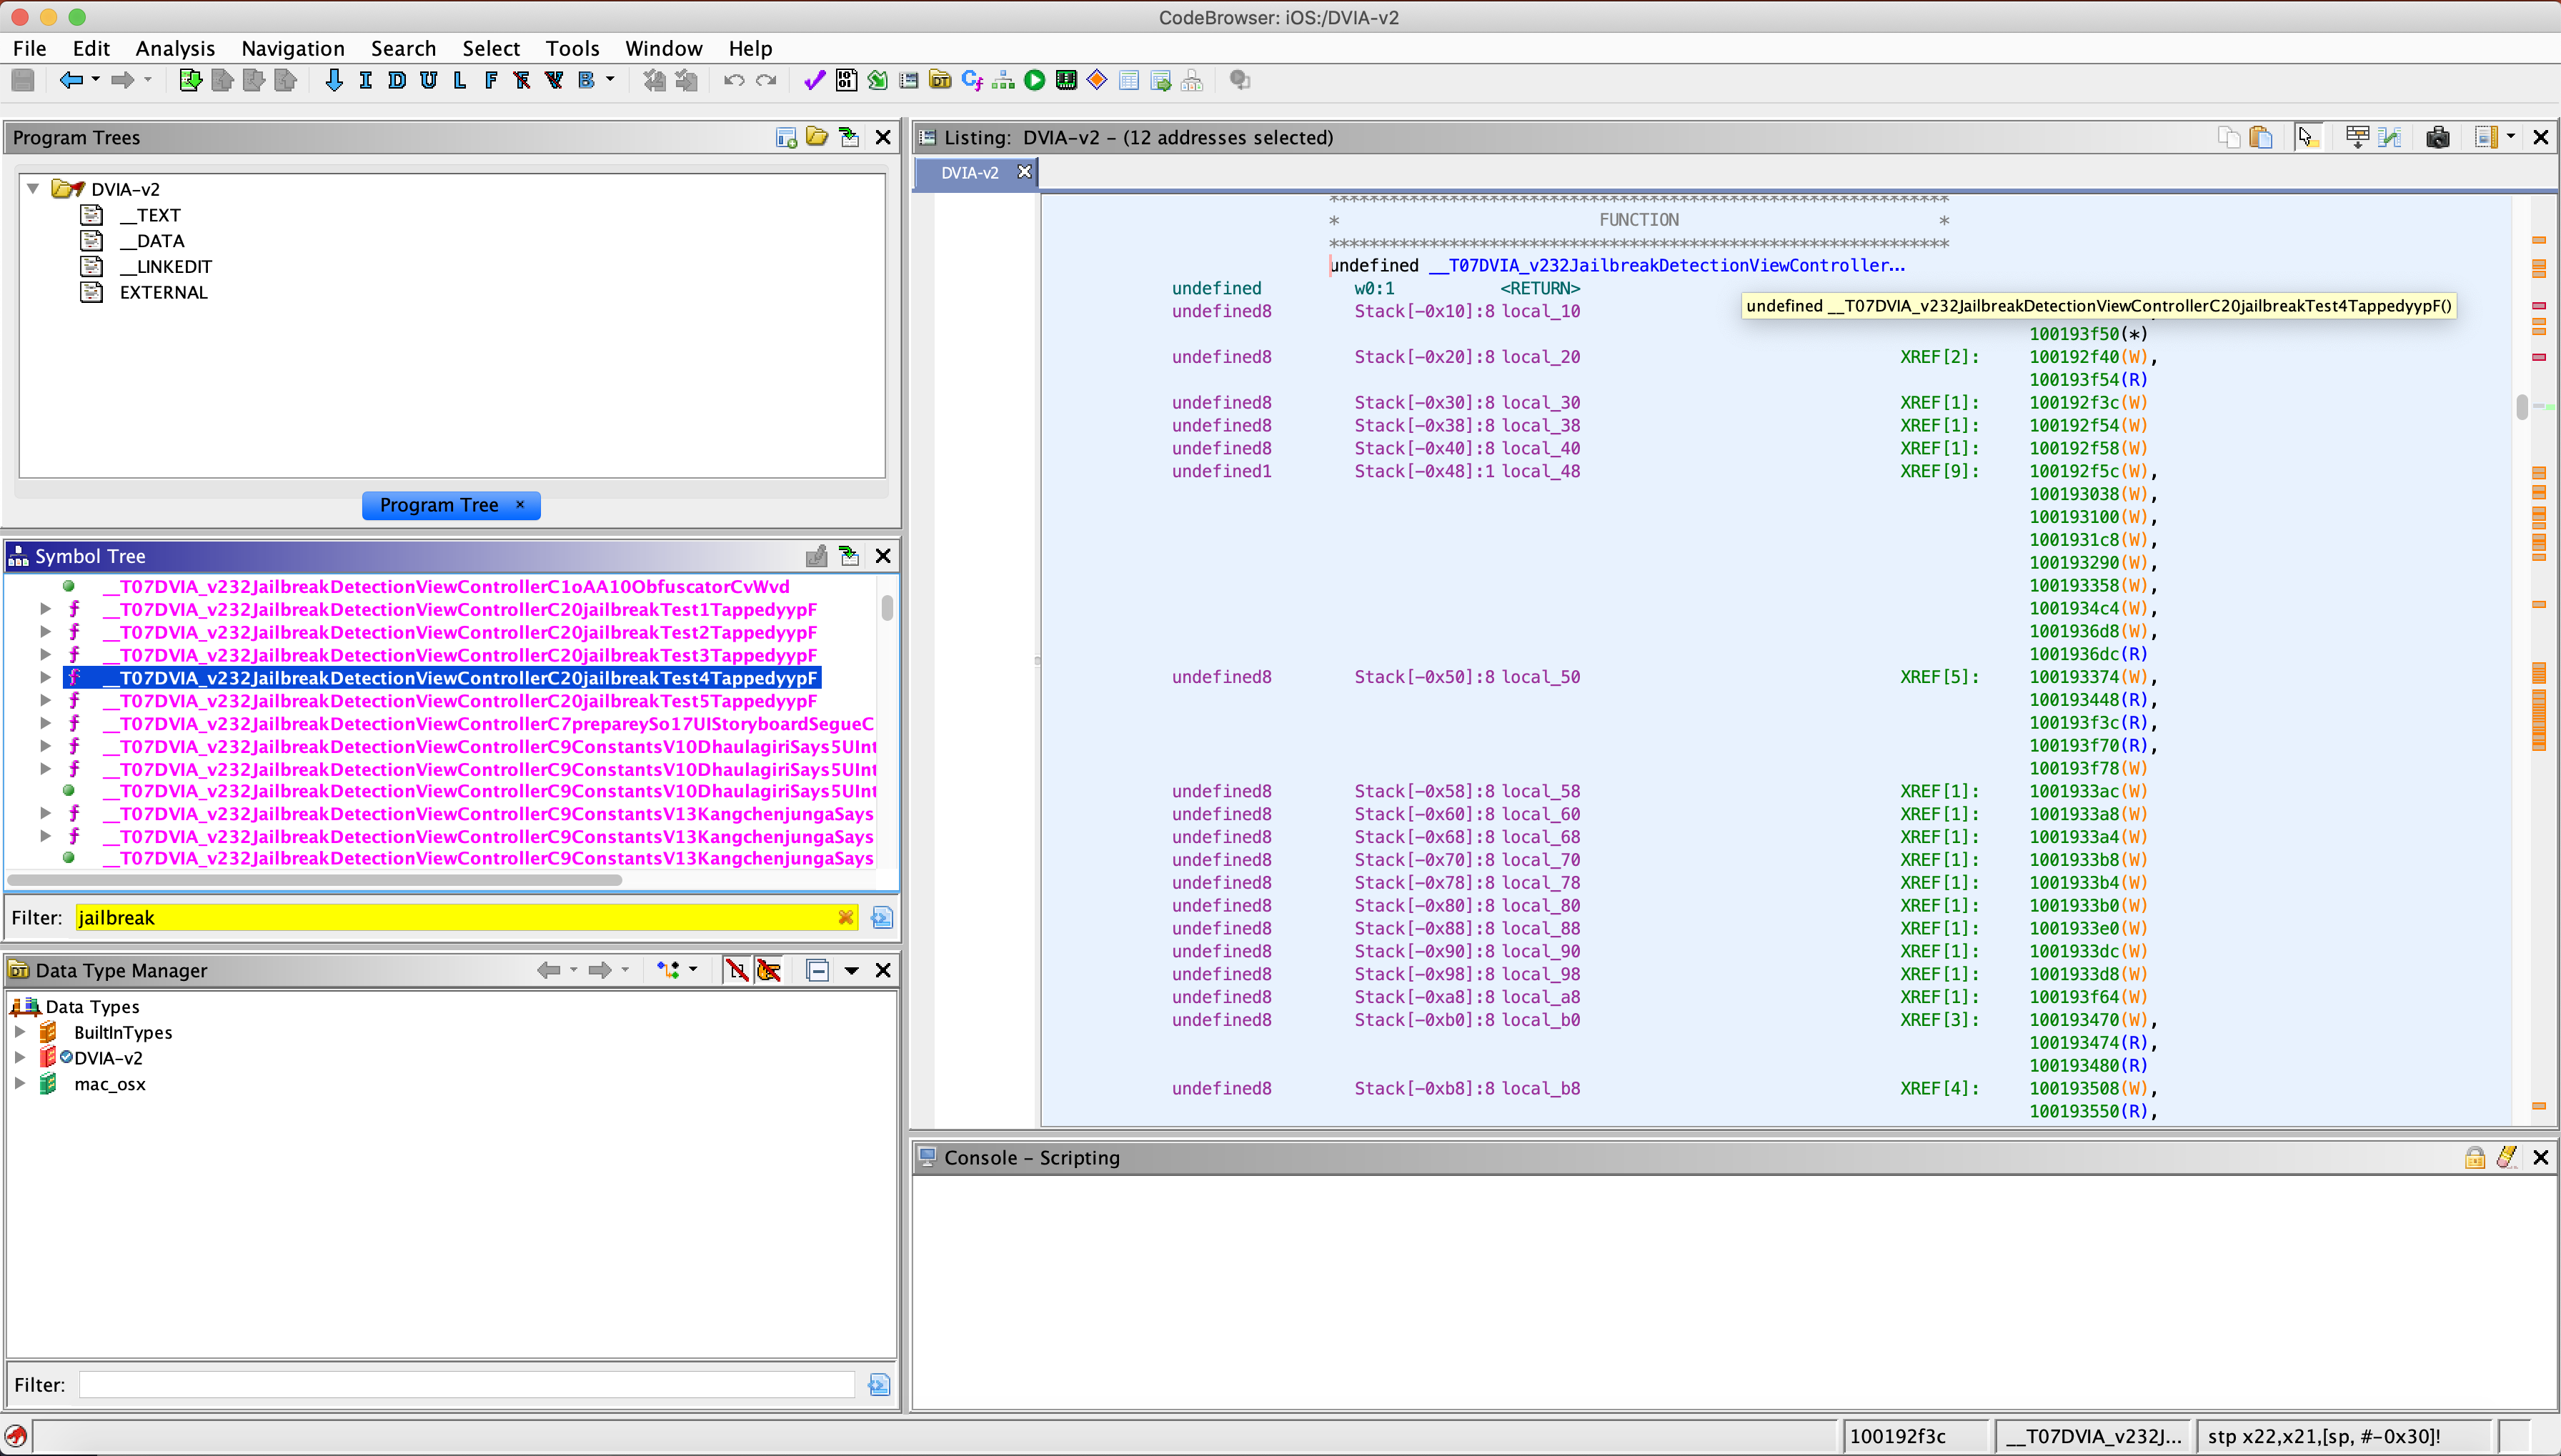 CodeBrowser: iOS:/DVIA-v2
File Edit Analysis Navigation Search Select Tools Window Help
I D U L F F V B
Program Trees
DVIA-v2
__TEXT
__DATA
__LINKEDIT
EXTERNAL
Program Tree ×
Symbol Tree
__T07DVIA_v232JailbreakDetectionViewControllerC1oAA10ObfuscatorCvWvd
__T07DVIA_v232JailbreakDetectionViewControllerC20jailbreakTest1TappedyypF
__T07DVIA_v232JailbreakDetectionViewControllerC20jailbreakTest2TappedyypF
__T07DVIA_v232JailbreakDetectionViewControllerC20jailbreakTest3TappedyypF
__T07DVIA_v232JailbreakDetectionViewControllerC20jailbreakTest4TappedyypF
__T07DVIA_v232JailbreakDetectionViewControllerC20jailbreakTest5TappedyypF
__T07DVIA_v232JailbreakDetectionViewControllerC7prepareySo17UIStoryboardSegueC
__T07DVIA_v232JailbreakDetectionViewControllerC9ConstantsV10DhaulagiriSays5UInt
__T07DVIA_v232JailbreakDetectionViewControllerC9ConstantsV10DhaulagiriSays5UInt
__T07DVIA_v232JailbreakDetectionViewControllerC9ConstantsV10DhaulagiriSays5UInt
__T07DVIA_v232JailbreakDetectionViewControllerC9ConstantsV13KangchenjungaSays
__T07DVIA_v232JailbreakDetectionViewControllerC9ConstantsV13KangchenjungaSays
__T07DVIA_v232JailbreakDetectionViewControllerC9ConstantsV13KangchenjungaSays
Filter: jailbreak
Data Type Manager
Data Types
BuiltInTypes
DVIA-v2
mac_osx
Filter:
Listing: DVIA-v2 - (12 addresses selected)
DVIA-v2
**************************************************************
* FUNCTION *
**************************************************************
undefined __T07DVIA_v232JailbreakDetectionViewController...
undefined w0:1 <RETURN>
undefined8 Stack[-0x10]:8 local_10
undefined __T07DVIA_v232JailbreakDetectionViewControllerC20jailbreakTest4TappedyypF()
100193f50(*)
undefined8 Stack[-0x20]:8 local_20 XREF[2]: 100192f40(W),
100193f54(R)
undefined8 Stack[-0x30]:8 local_30 XREF[1]: 100192f3c(W)
undefined8 Stack[-0x38]:8 local_38 XREF[1]: 100192f54(W)
undefined8 Stack[-0x40]:8 local_40 XREF[1]: 100192f58(W)
undefined1 Stack[-0x48]:1 local_48 XREF[9]: 100192f5c(W),
100193038(W),
100193100(W),
1001931c8(W),
100193290(W),
100193358(W),
1001934c4(W),
1001936d8(W),
1001936dc(R)
undefined8 Stack[-0x50]:8 local_50 XREF[5]: 100193374(W),
100193448(R),
100193f3c(R),
100193f70(R),
100193f78(W)
undefined8 Stack[-0x58]:8 local_58 XREF[1]: 1001933ac(W)
undefined8 Stack[-0x60]:8 local_60 XREF[1]: 1001933a8(W)
undefined8 Stack[-0x68]:8 local_68 XREF[1]: 1001933a4(W)
undefined8 Stack[-0x70]:8 local_70 XREF[1]: 1001933b8(W)
undefined8 Stack[-0x78]:8 local_78 XREF[1]: 1001933b4(W)
undefined8 Stack[-0x80]:8 local_80 XREF[1]: 1001933b0(W)
undefined8 Stack[-0x88]:8 local_88 XREF[1]: 1001933e0(W)
undefined8 Stack[-0x90]:8 local_90 XREF[1]: 1001933dc(W)
undefined8 Stack[-0x98]:8 local_98 XREF[1]: 1001933d8(W)
undefined8 Stack[-0xa8]:8 local_a8 XREF[1]: 100193f64(W)
undefined8 Stack[-0xb0]:8 local_b0 XREF[3]: 100193470(W),
100193474(R),
100193480(R)
undefined8 Stack[-0xb8]:8 local_b8 XREF[4]: 100193508(W),
100193550(R),
Console - Scripting
100192f3c __T07DVIA_v232J... stp x22,x21,[sp, #-0x30]!